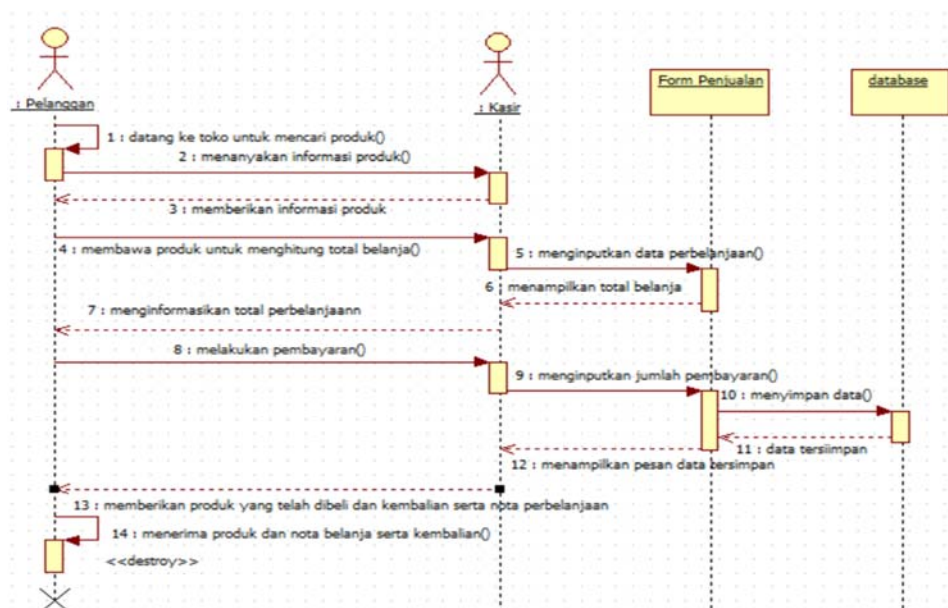 : Pelanggan
: Kasir
Form Penjualan
database
1 : datang ke toko untuk mencari produk()
2 : menanyakan informasi produk()
3 : memberikan informasi produk
4 : membawa produk untuk menghitung total belanja()
5 : menginputkan data perbelanjaan()
6 : menampilkan total belanja
7 : menginformasikan total perbelanjaann
8 : melakukan pembayaran()
9 : menginputkan jumlah pembayaran()
10 : menyimpan data()
11 : data tersiimpan
12 : menampilkan pesan data tersimpan
13 : memberikan produk yang telah dibeli dan kembalian serta nota perbelanjaan
14 : menerima produk dan nota belanja serta kembalian()
<<destroy>>